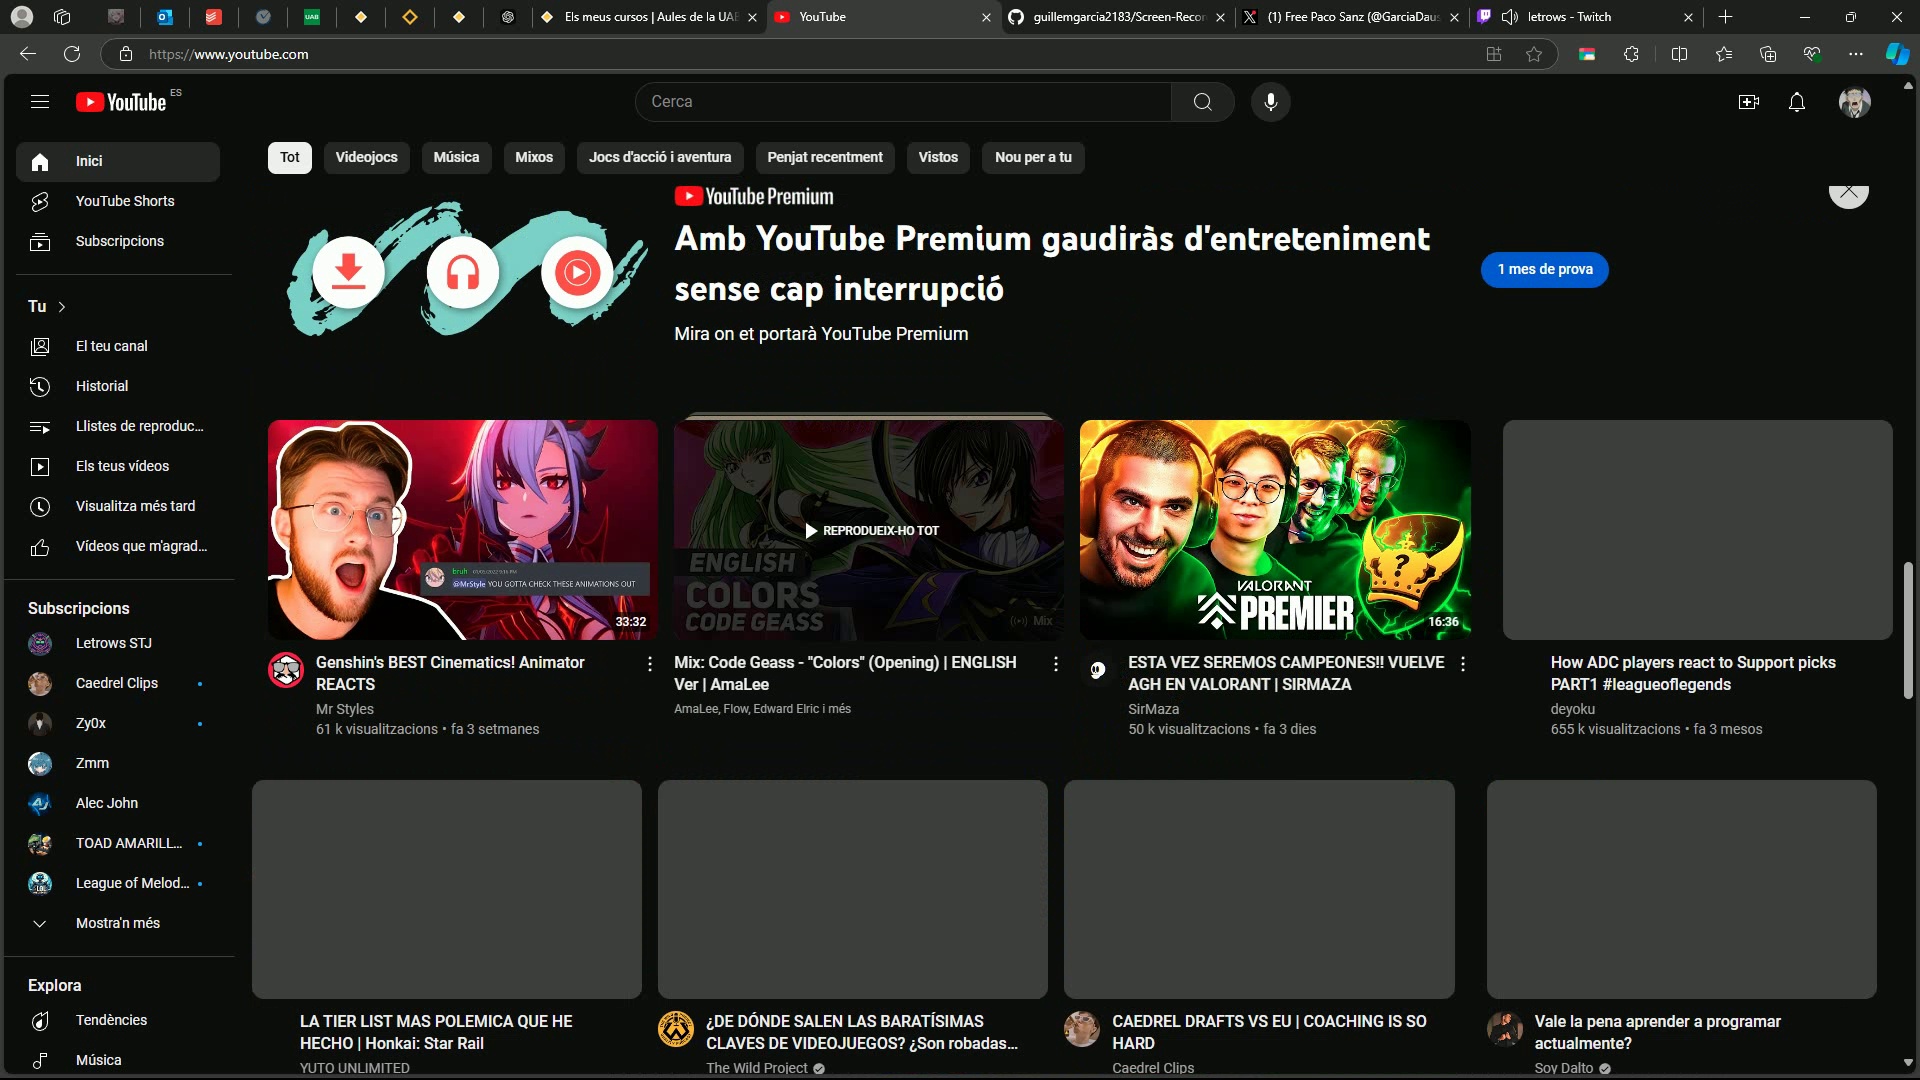 Els meus cursos | Aules de la UAB
YouTube
guillemgarcia2183/Screen-Recor
(1) Free Paco Sanz (@GarciaDaus
letrows - Twitch
https://www.youtube.com
YouTube ES
Cerca
Tot
Videojocs
Música
Mixos
Jocs d'acció i aventura
Penjat recentment
Vistos
Nou per a tu
Inici
YouTube Shorts
Subscripcions
Tu
El teu canal
Historial
Llistes de reproduc...
Els teus vídeos
Visualitza més tard
Vídeos que m'agrad...
Subscripcions
Letrows STJ
Caedrel Clips
Zy0x
Zmm
Alec John
TOAD AMARILL...
League of Melod...
Mostra'n més
Explora
Tendències
Música
YouTube Premium
Amb YouTube Premium gaudiràs d'entreteniment
sense cap interrupció
Mira on et portarà YouTube Premium
1 mes de prova
bruh
@MrStyle YOU GOTTA CHECK THESE ANIMATIONS OUT
33:32
Genshin's BEST Cinematics! Animator
REACTS
Mr Styles
61 k visualitzacions • fa 3 setmanes
REPRODUEIX-HO TOT
ENGLISH
COLORS
CODE GEASS
Mix
Mix: Code Geass - "Colors" (Opening) | ENGLISH
Ver | AmaLee
AmaLee, Flow, Edward Elric i més
?
VALORANT
PREMIER
16:36
ESTA VEZ SEREMOS CAMPEONES!! VUELVE
AGH EN VALORANT | SIRMAZA
SirMaza
50 k visualitzacions • fa 3 dies
How ADC players react to Support picks
PART1 #leagueoflegends
deyoku
655 k visualitzacions • fa 3 mesos
LA TIER LIST MAS POLEMICA QUE HE
HECHO | Honkai: Star Rail
YUTO UNLIMITED
¿DE DÓNDE SALEN LAS BARATÍSIMAS
CLAVES DE VIDEOJUEGOS? ¿Son robadas...
The Wild Project
CAEDREL DRAFTS VS EU | COACHING IS SO
HARD
Caedrel Clips
Vale la pena aprender a programar
actualmente?
Soy Dalto